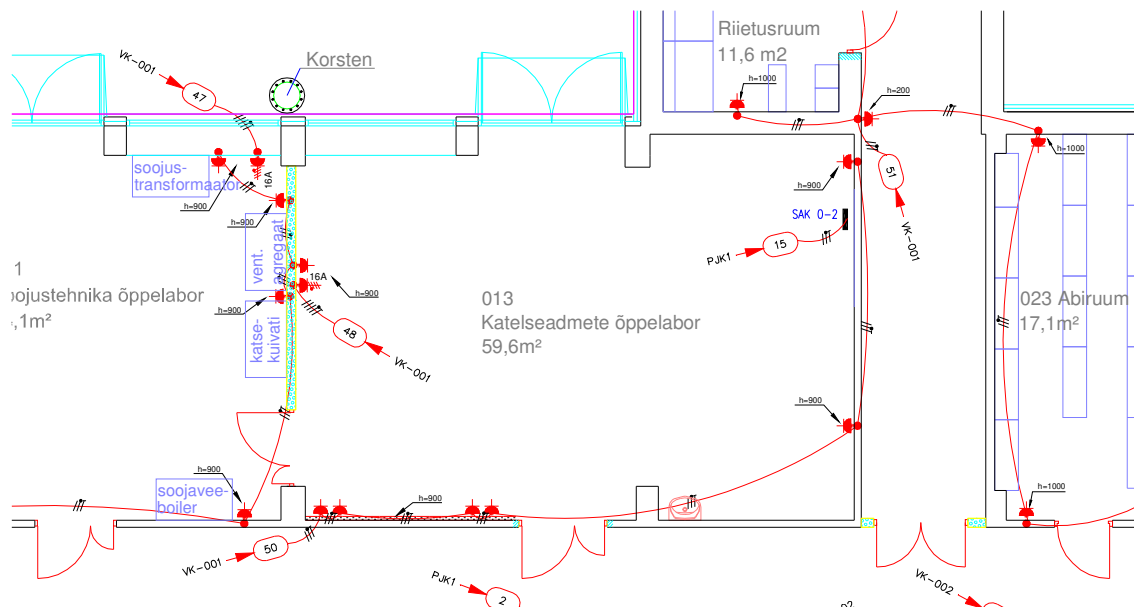 Riietusruum
11,6 m2
VK-001
Korsten
47
h=1000
h=200
soojus-
transformaator
16A
h=900
h=900
h=900
h=1000
51
SAK 0-2
VK-001
PJK1
15
vent.
agregaat
16A
h=900
h=900
1
oojustehnika õppelabor
,1m²
013
Katelseadmete õppelabor
59,6m²
023 Abiruum
17,1m²
katse-
kuivati
48
VK-001
h=900
h=900
h=900
h=1000
soojavee-
boiler
VK-001
50
PJK1
2
VK-002